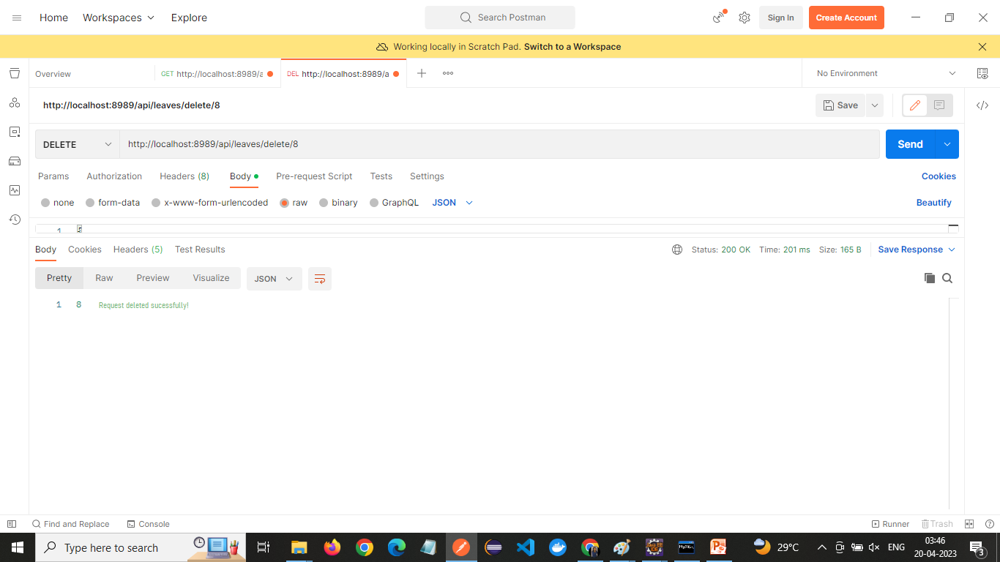 Home Workspaces Explore Search Postman Sign In Create Account
Working locally in Scratch Pad. Switch to a Workspace
Overview GET http://localhost:8989/a DEL http://localhost:8989/a No Environment
http://localhost:8989/api/leaves/delete/8 Save
DELETE http://localhost:8989/api/leaves/delete/8 Send
Params Authorization Headers (8) Body Pre-request Script Tests Settings Cookies
none form-data x-www-form-urlencoded raw binary GraphQL JSON Beautify
1
Body Cookies Headers (5) Test Results Status: 200 OK Time: 201 ms Size: 165 B Save Response
Pretty Raw Preview Visualize JSON
1 8 Request deleted sucessfully!
Find and Replace Console Runner Trash
Type here to search 29°C ENG 03:46
20-04-2023 3